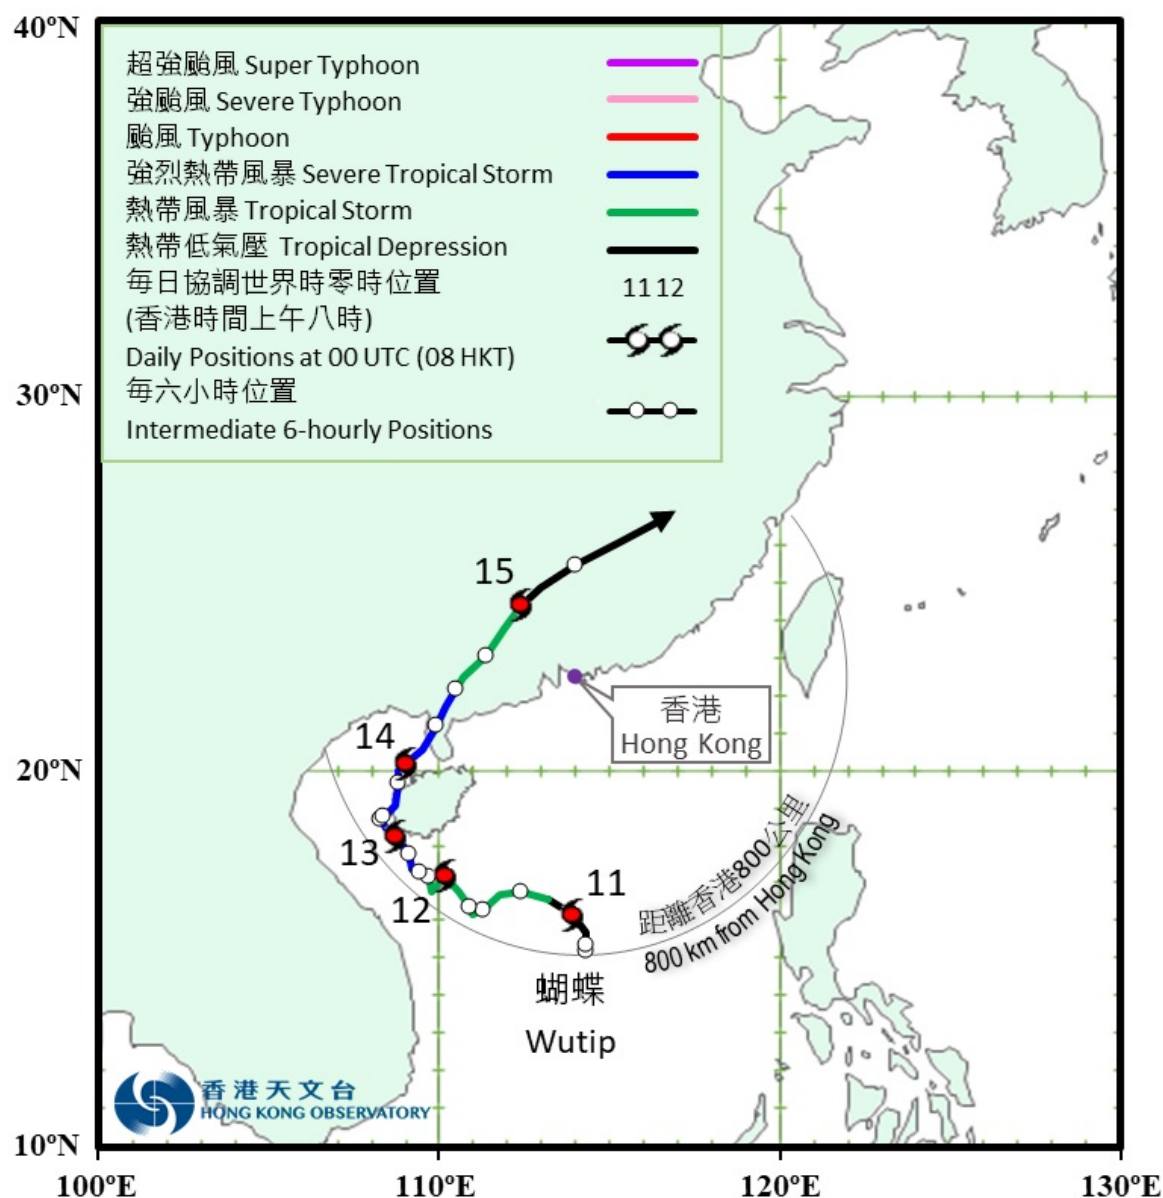 40ºN
超強颱風 Super Typhoon
強颱風 Severe Typhoon
颱風 Typhoon
強烈熱帶風暴 Severe Tropical Storm
熱帶風暴 Tropical Storm
熱帶低氣壓 Tropical Depression
每日協調世界時零時位置
11 12
(香港時間上午八時)
Daily Positions at 00 UTC (08 HKT)
每六小時位置
Intermediate 6-hourly Positions
30ºN
15
香港
Hong Kong
14
20ºN
13
12
11
距離香港800公里
800 km from Hong Kong
蝴蝶
Wutip
香港天文台
HONG KONG OBSERVATORY
10ºN
100ºE
110ºE
120ºE
130ºE